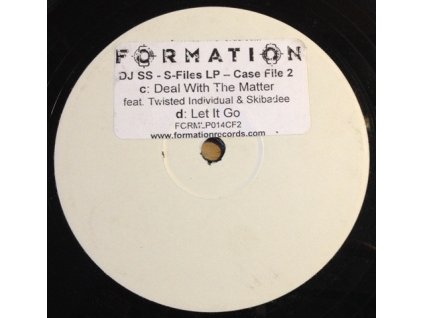 FORMATION
DJ SS - S-Files LP – Case File 2
c: Deal With The Matter
feat. Twisted Individual & Skibadee
d: Let It Go
FORMLP014CF2
www.formationrecords.com